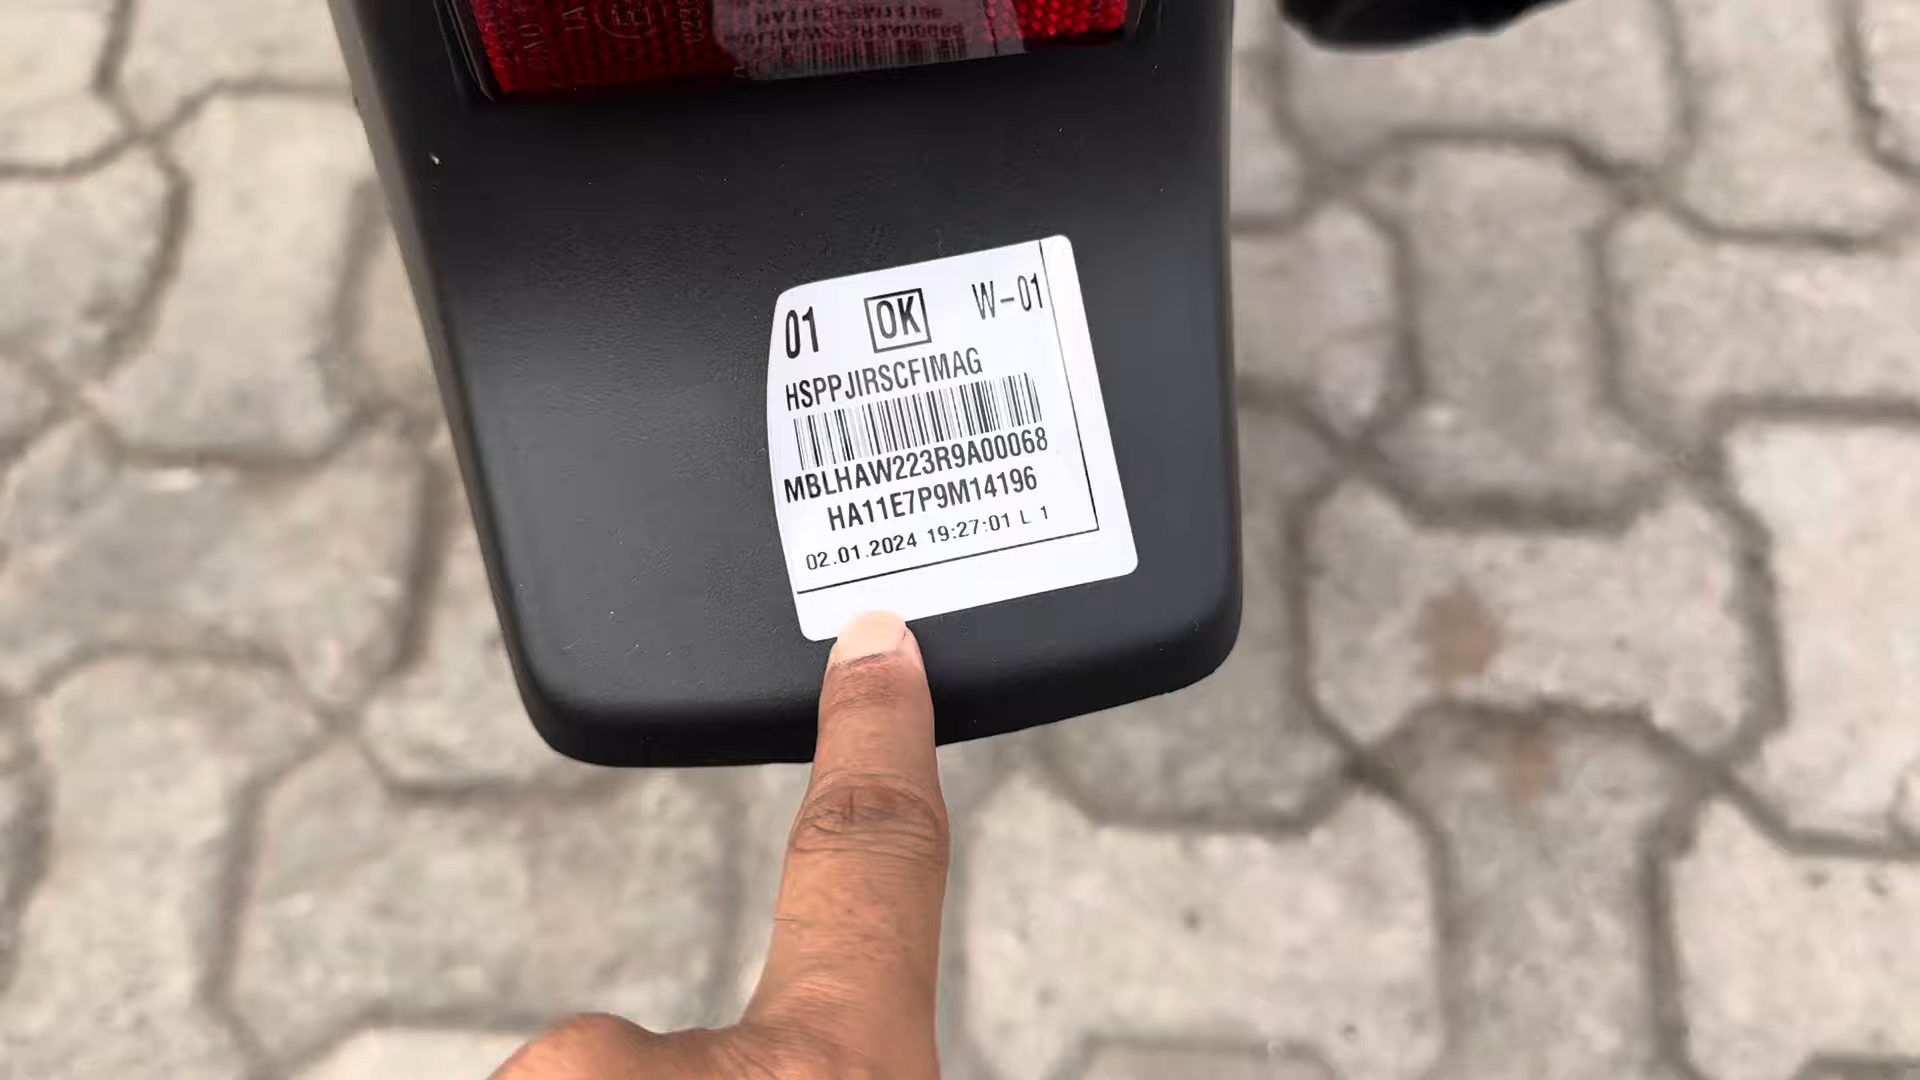 01 OK W-01
HSPPJIRSCFIMAG
MBLHAW223R9A00068
HA11E7P9M14196
02.01.2024 19:27:01 L 1